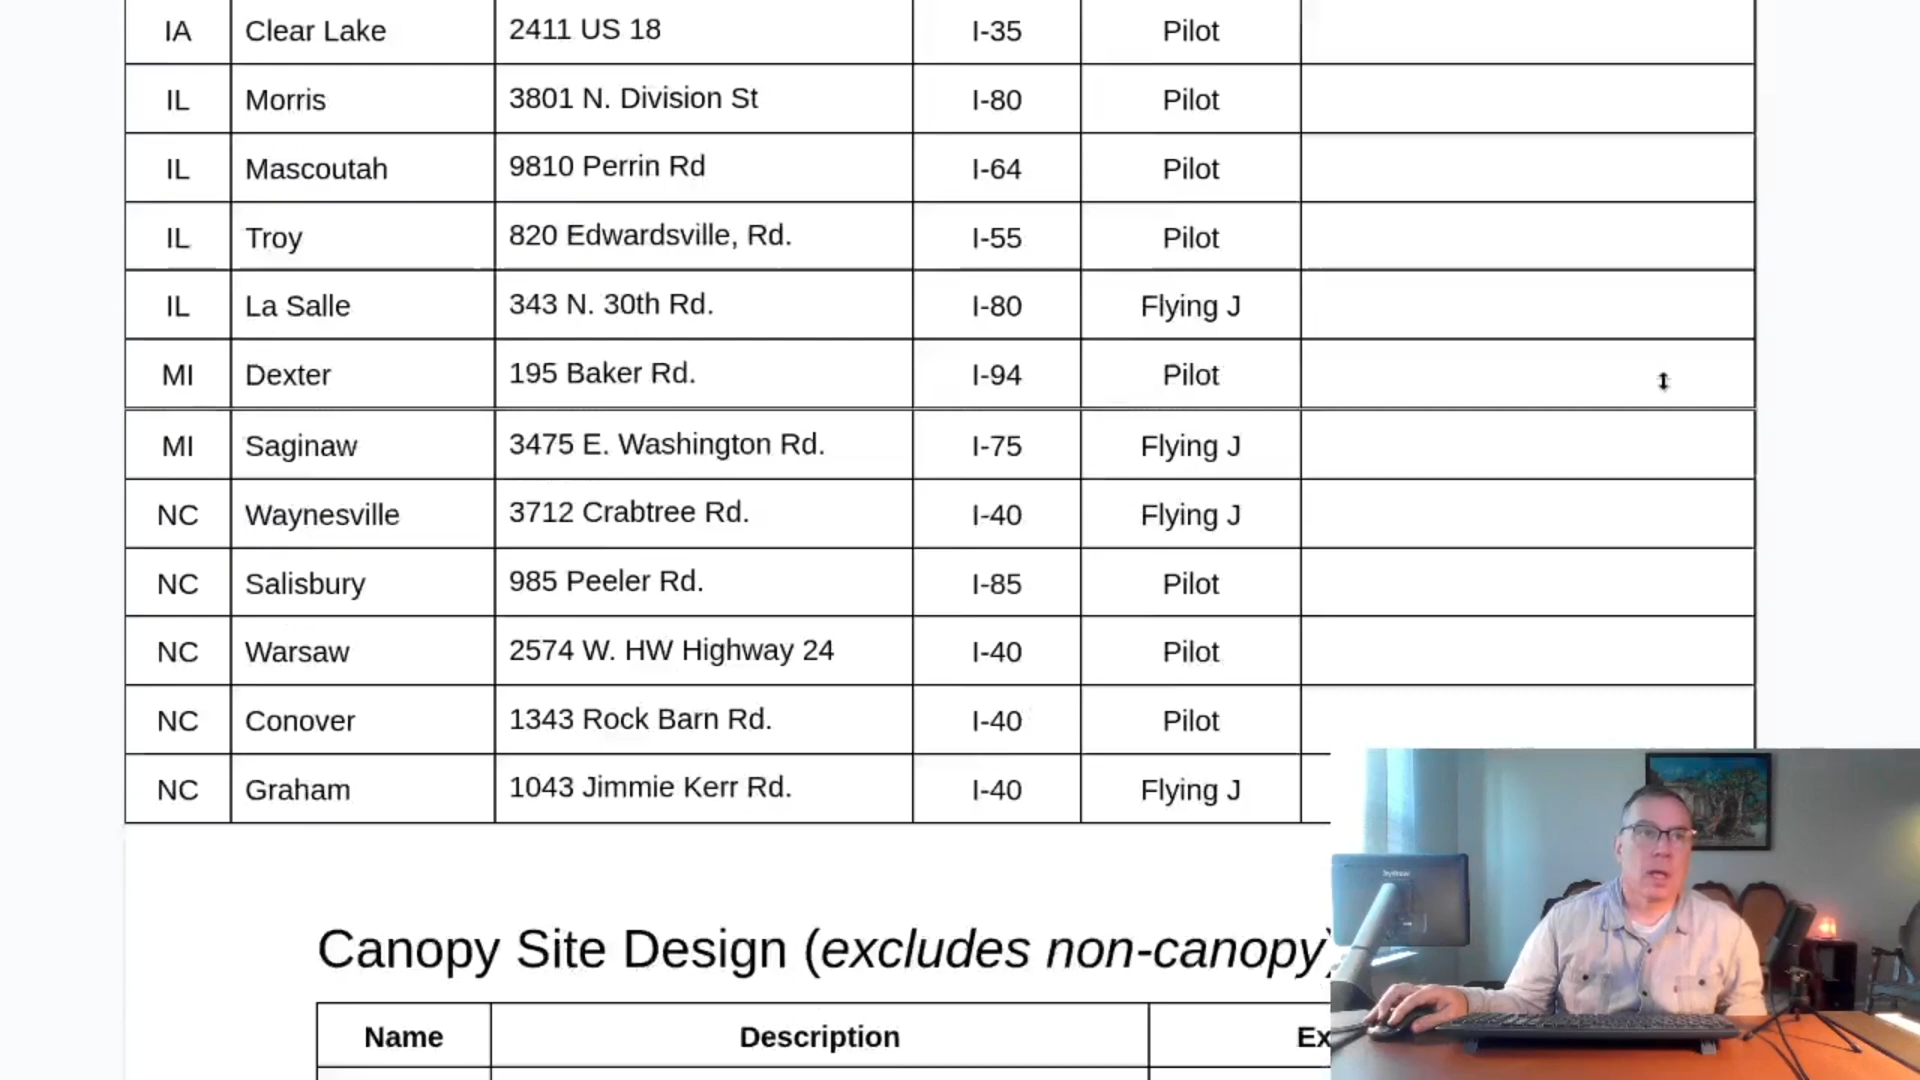 IA Clear Lake 2411 US 18 I-35 Pilot
IL Morris 3801 N. Division St I-80 Pilot
IL Mascoutah 9810 Perrin Rd I-64 Pilot
IL Troy 820 Edwardsville, Rd. I-55 Pilot
IL La Salle 343 N. 30th Rd. I-80 Flying J
MI Dexter 195 Baker Rd. I-94 Pilot
MI Saginaw 3475 E. Washington Rd. I-75 Flying J
NC Waynesville 3712 Crabtree Rd. I-40 Flying J
NC Salisbury 985 Peeler Rd. I-85 Pilot
NC Warsaw 2574 W. HW Highway 24 I-40 Pilot
NC Conover 1343 Rock Barn Rd. I-40 Pilot
NC Graham 1043 Jimmie Kerr Rd. I-40 Flying J
Canopy Site Design (excludes non-canopy)
Name Description